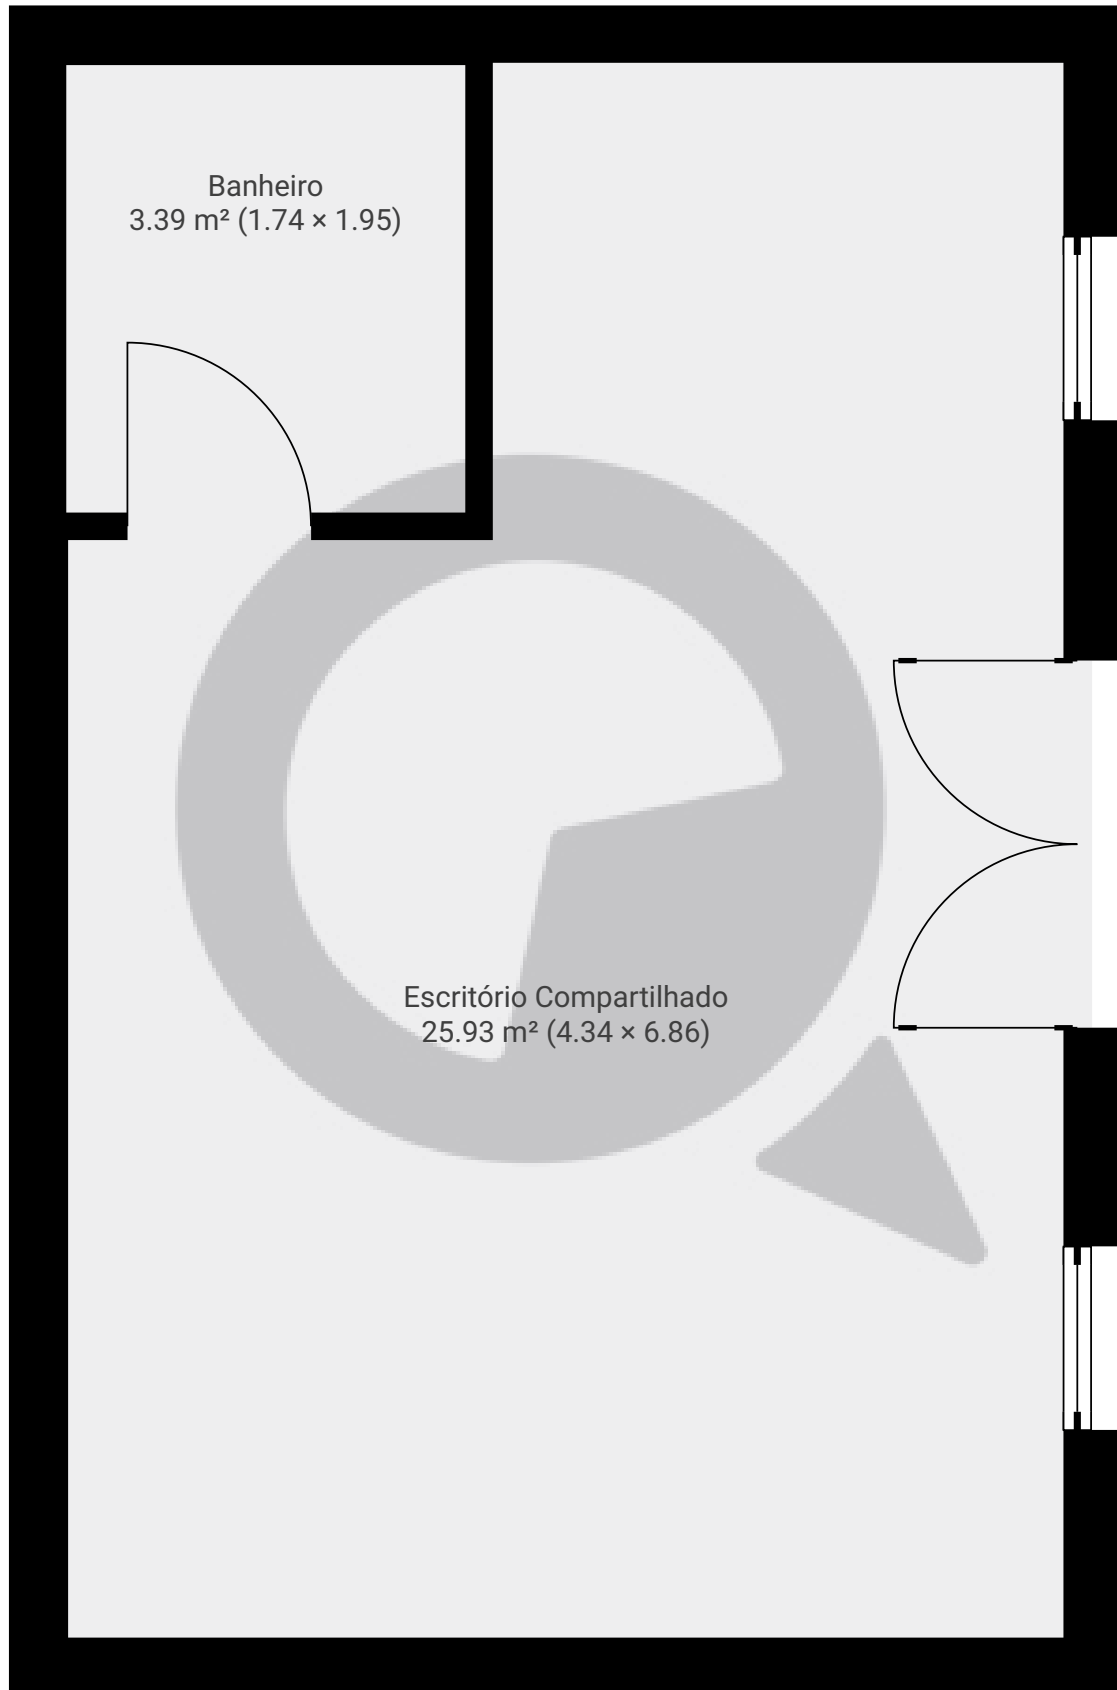 Banheiro
3.39 m² (1.74 × 1.95)
Escritório Compartilhado
25.93 m² (4.34 × 6.86)